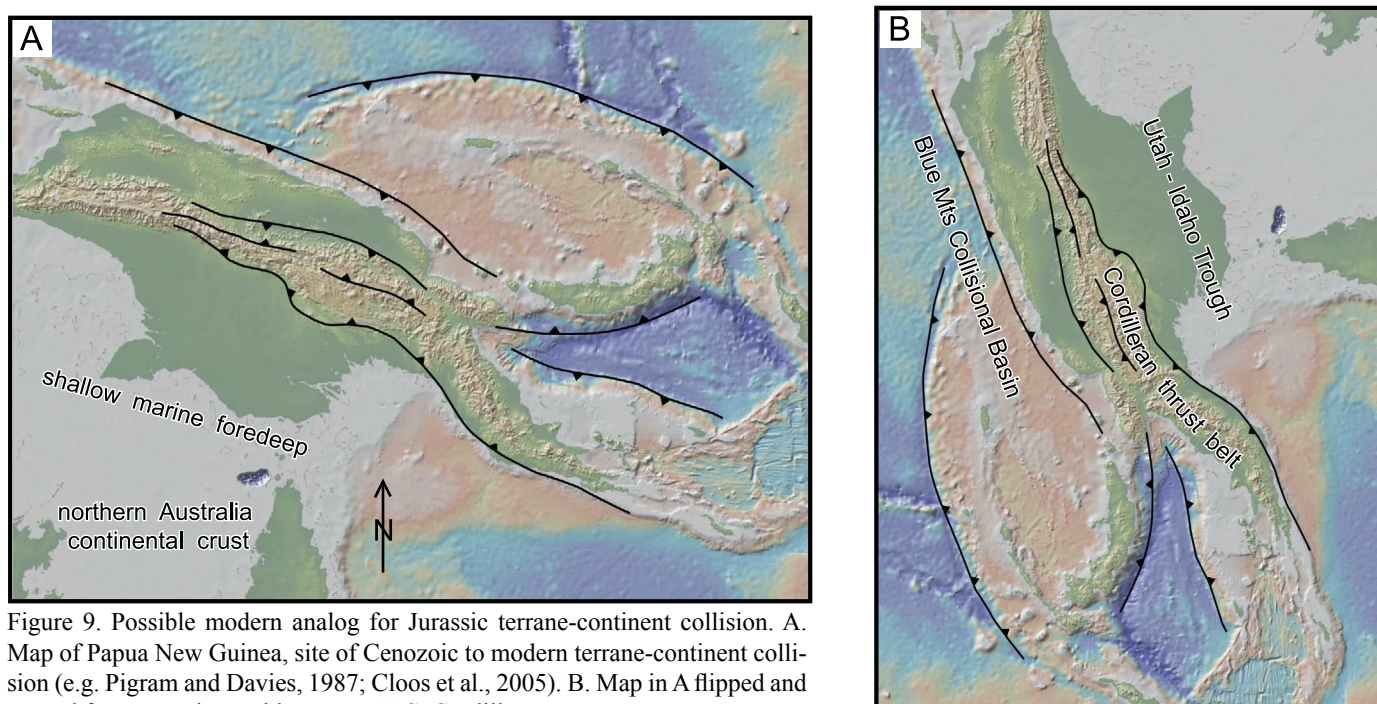 A
shallow marine foredeep
northern Australia
continental crust
N
B
Blue Mts Collisional Basin
Utah - Idaho Trough
Cordilleran thrust belt
Figure 9. Possible modern analog for Jurassic terrane-continent collision. A.
Map of Papua New Guinea, site of Cenozoic to modern terrane-continent colli-
sion (e.g. Pigram and Davies, 1987; Cloos et al., 2005). B. Map in A flipped and